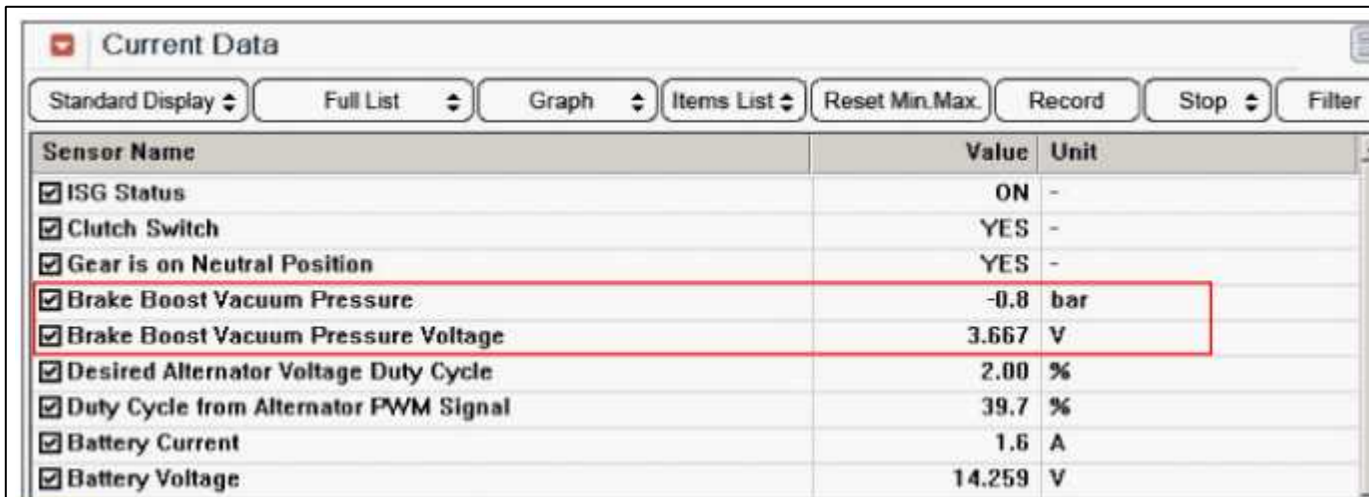 Current Data
Standard Display Full List Graph Items List Reset Min.Max. Record Stop Filter
Sensor Name Value Unit
ISG Status ON -
Clutch Switch YES -
Gear is on Neutral Position YES -
Brake Boost Vacuum Pressure -0.8 bar
Brake Boost Vacuum Pressure Voltage 3.667 V
Desired Alternator Voltage Duty Cycle 2.00 %
Duty Cycle from Alternator PWM Signal 39.7 %
Battery Current 1.6 A
Battery Voltage 14.259 V